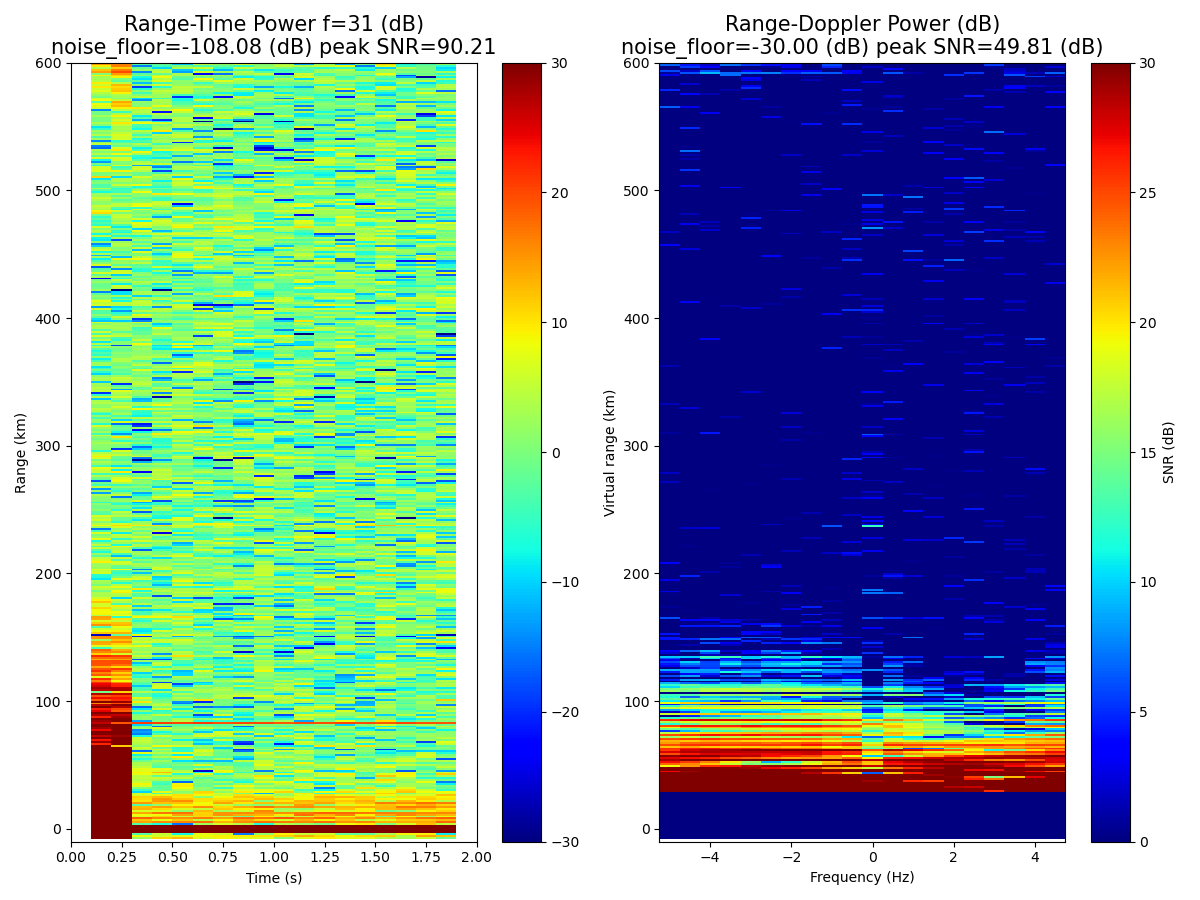 Range-Time Power f=31 (dB)
noise_floor=-108.08 (dB) peak SNR=90.21
Range-Doppler Power (dB)
noise_floor=-30.00 (dB) peak SNR=49.81 (dB)
600
500
400
300
200
100
0
Range (km)
0.00 0.25 0.50 0.75 1.00 1.25 1.50 1.75 2.00
Time (s)
30
20
10
0
−10
−20
−30
600
500
400
300
200
100
0
Virtual range (km)
−4 −2 0 2 4
Frequency (Hz)
30
25
20
15
10
5
0
SNR (dB)